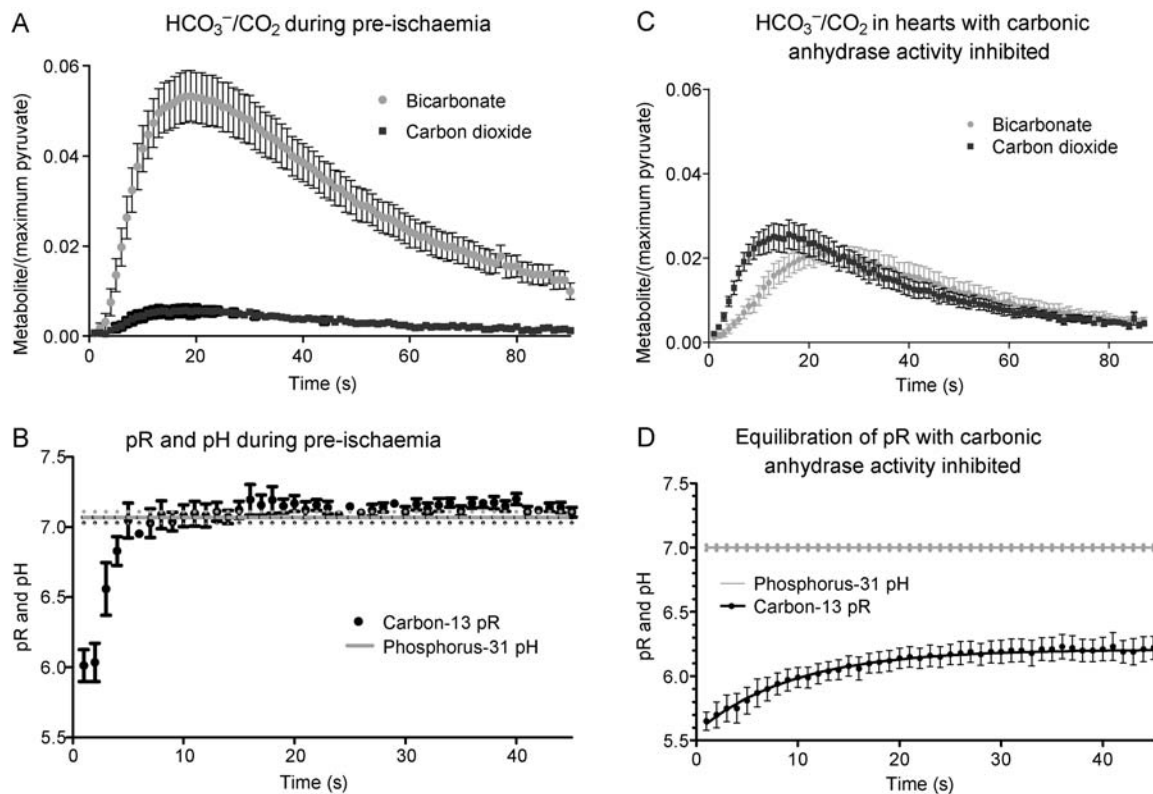 A
HCO₃⁻/CO₂ during pre-ischaemia
Metabolite/(maximum pyruvate)
0.06
0.04
0.02
0.00
Bicarbonate
Carbon dioxide
0 20 40 60 80
Time (s)
C
HCO₃⁻/CO₂ in hearts with carbonic
anhydrase activity inhibited
Metabolite/(maximum pyruvate)
0.06
0.04
0.02
0.00
Bicarbonate
Carbon dioxide
0 20 40 60 80
Time (s)
B
pR and pH during pre-ischaemia
pR and pH
7.5
7.0
6.5
6.0
5.5
Carbon-13 pR
Phosphorus-31 pH
0 10 20 30 40
Time (s)
D
Equilibration of pR with carbonic
anhydrase activity inhibited
pR and pH
7.5
7.0
6.5
6.0
5.5
Phosphorus-31 pH
Carbon-13 pR
0 10 20 30 40
Time (s)